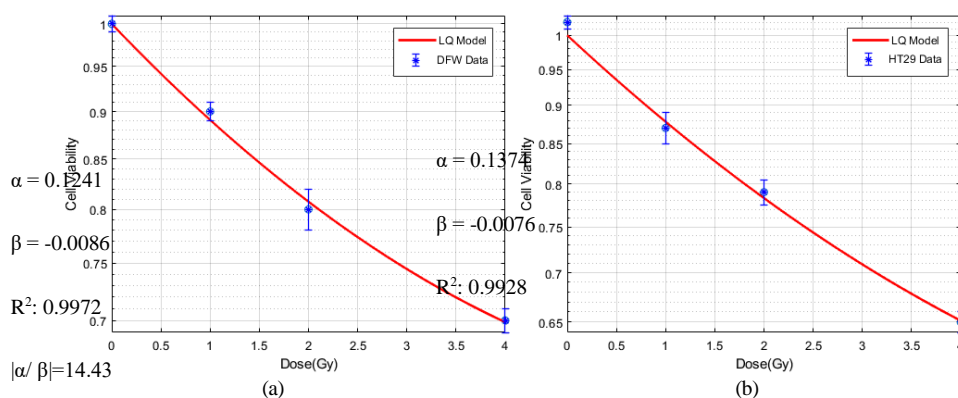 1
0.95
0.9
0.85
0.8
0.75
0.7
Cell Viability
LQ Model
DFW Data
α = 0.1241
β = -0.0086
R²: 0.9972
|α/ β|=14.43
0 0.5 1 1.5 2 2.5 3 3.5 4
Dose(Gy)
(a)
1
0.95
0.9
0.8
0.75
0.7
0.65
Cell Viability
LQ Model
HT29 Data
α = 0.1374
β = -0.0076
R²: 0.9928
0 0.5 1 1.5 2 2.5 3 3.5 4
Dose(Gy)
(b)